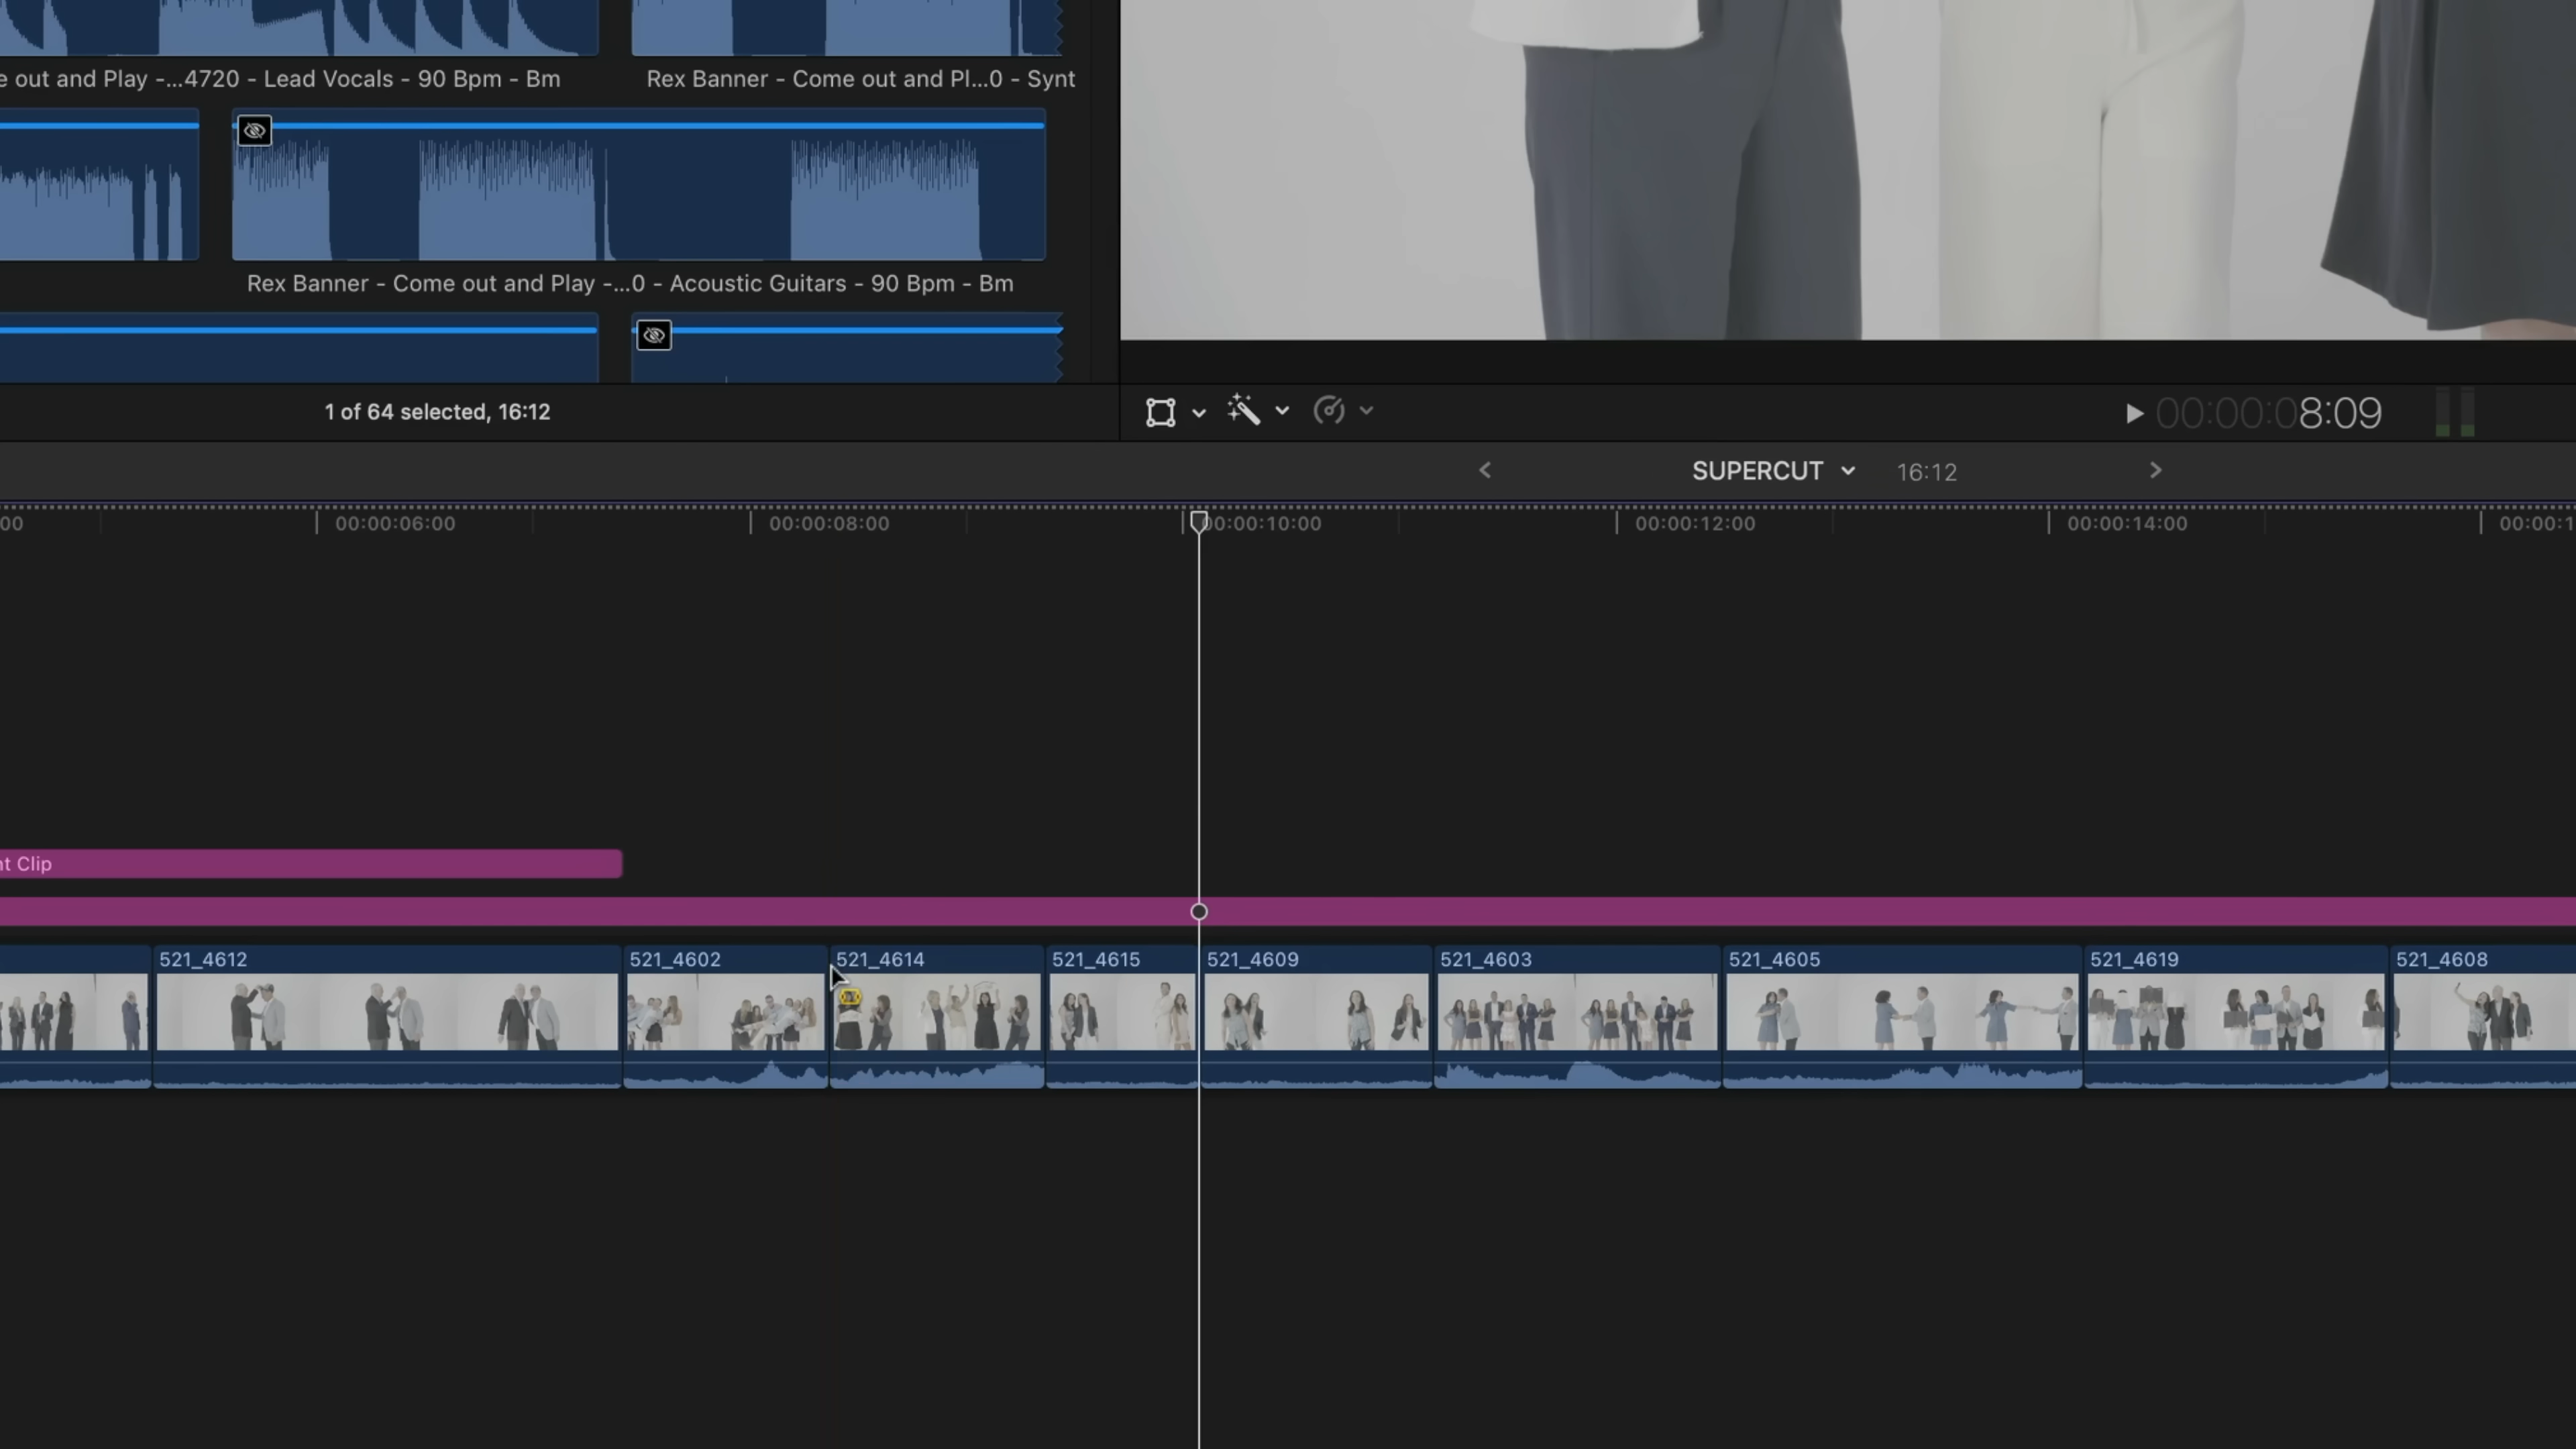 e out and Play -...4720 - Lead Vocals - 90 Bpm - Bm
Rex Banner - Come out and Pl...0 - Synt
Rex Banner - Come out and Play -...0 - Acoustic Guitars - 90 Bpm - Bm
1 of 64 selected, 16:12
00:00:08:09
SUPERCUT 16:12
00 00:00:06:00 00:00:08:00 00:00:10:00 00:00:12:00 00:00:14:00 00:00:1
nt Clip
521_4612 521_4602 521_4614 521_4615 521_4609 521_4603 521_4605 521_4619 521_4608